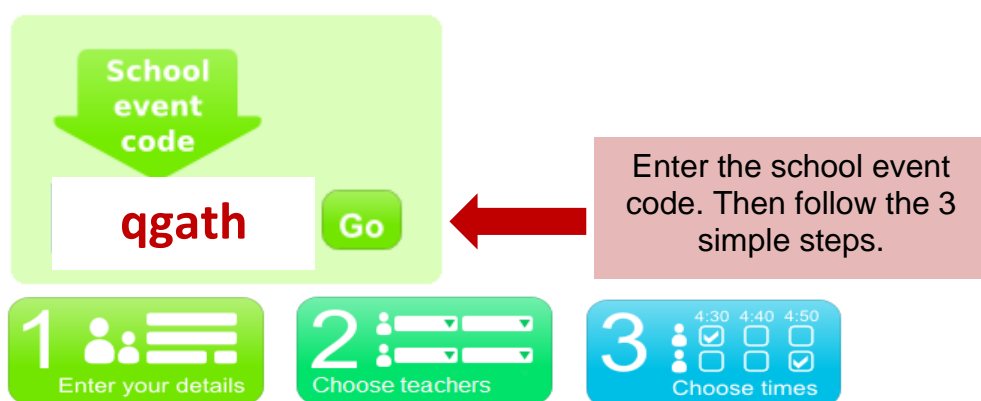 School
event
code
qgath
Go
Enter the school event
code. Then follow the 3
simple steps.
1
Enter your details
2
Choose teachers
3
4:30 4:40 4:50
Choose times